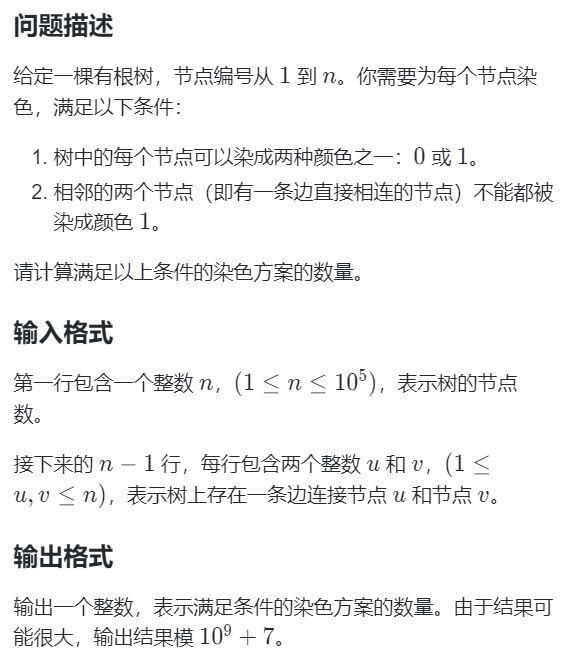 问题描述
给定一棵有根树，节点编号从 1 到 n。你需要为每个节点染
色，满足以下条件：
1. 树中的每个节点可以染成两种颜色之一：0 或 1。
2. 相邻的两个节点（即有一条边直接相连的节点）不能都被
染成颜色 1。
请计算满足以上条件的染色方案的数量。
输入格式
第一行包含一个整数 n，(1 ≤ n ≤ 10^5)，表示树的节点
数。
接下来的 n − 1 行，每行包含两个整数 u 和 v，(1 ≤
u, v ≤ n)，表示树上存在一条边连接节点 u 和节点 v。
输出格式
输出一个整数，表示满足条件的染色方案的数量。由于结果可
能很大，输出结果模 10^9 + 7。